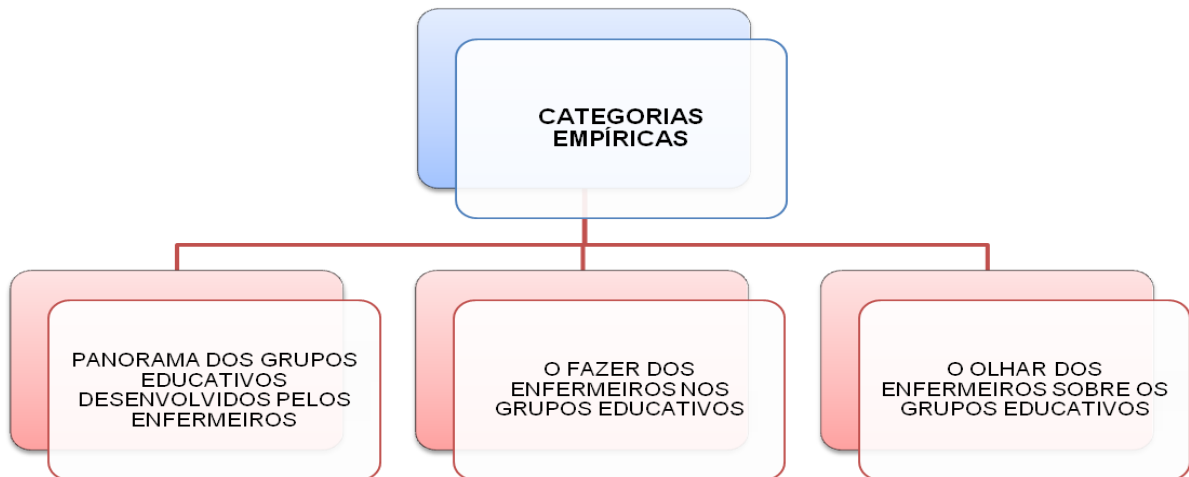 CATEGORIAS
EMPÍRICAS
PANORAMA DOS GRUPOS
EDUCATIVOS
DESENVOLVIDOS PELOS
ENFERMEIROS
O FAZER DOS
ENFERMEIROS NOS
GRUPOS EDUCATIVOS
O OLHAR DOS
ENFERMEIROS SOBRE OS
GRUPOS EDUCATIVOS